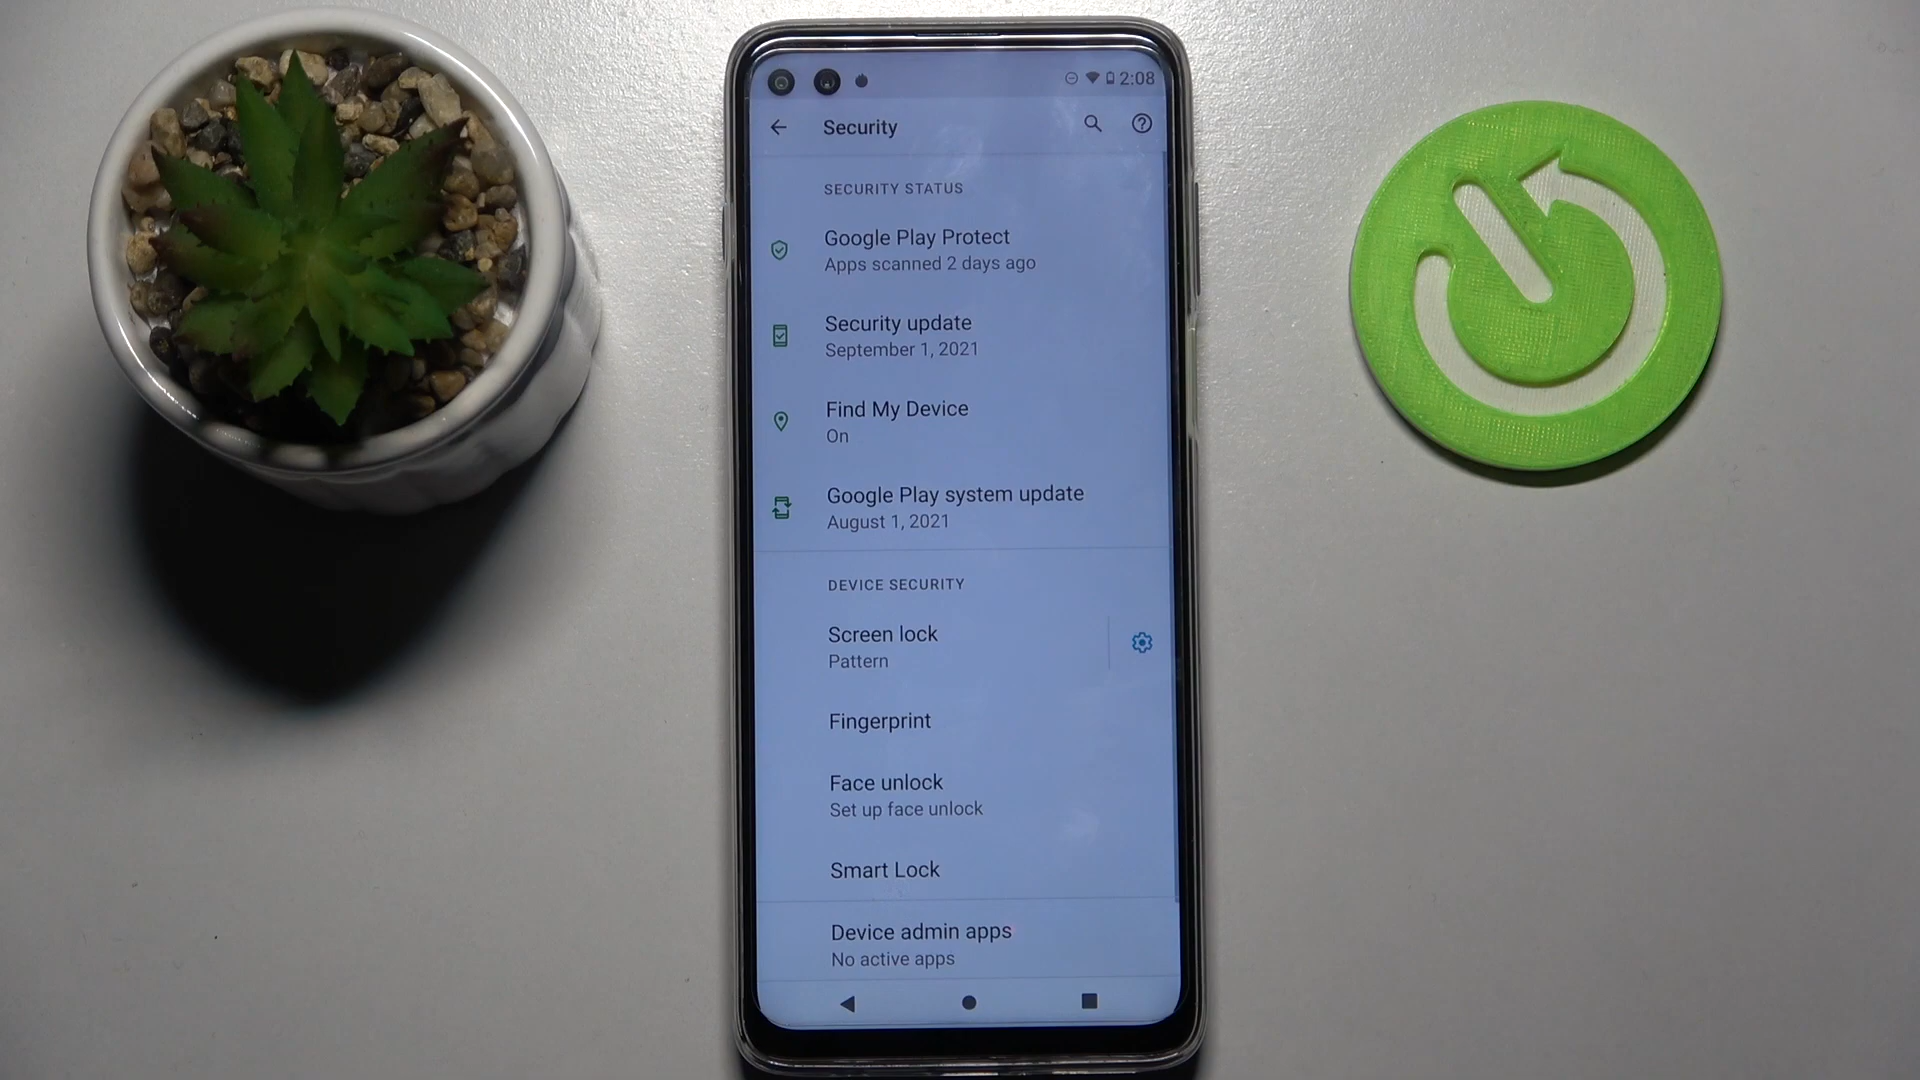 2:08
Security
SECURITY STATUS
Google Play Protect
Apps scanned 2 days ago
Security update
September 1, 2021
Find My Device
On
Google Play system update
August 1, 2021
DEVICE SECURITY
Screen lock
Pattern
Fingerprint
Face unlock
Set up face unlock
Smart Lock
Device admin apps
No active apps